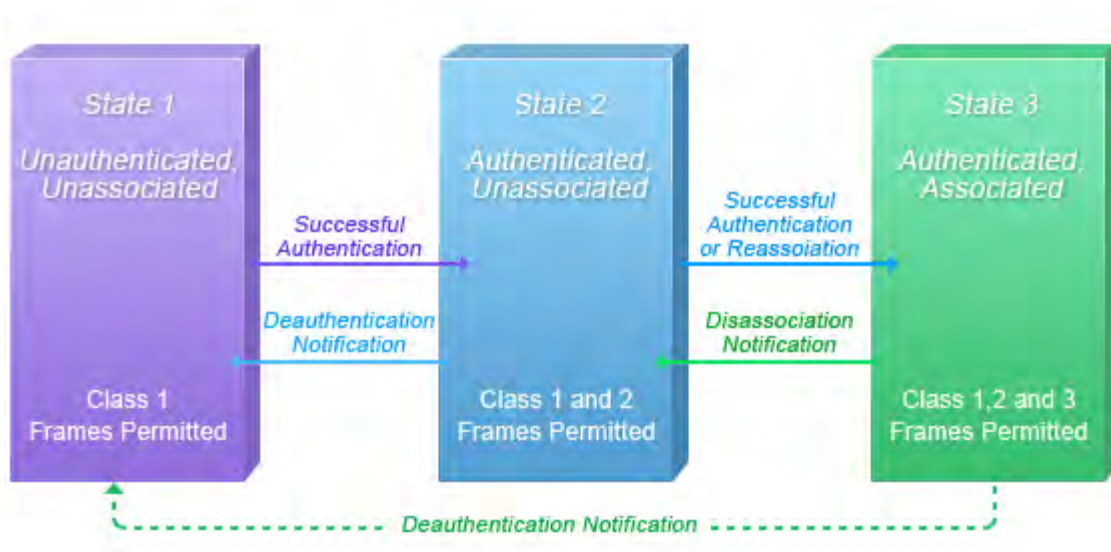 State 1
Unauthenticated,
Unassociated
Class 1
Frames Permitted
Successful
Authentication
Deauthentication
Notification
State 2
Authenticated,
Unassociated
Class 1 and 2
Frames Permitted
Successful
Authentication
or Reassoiation
Disassociation
Notification
State 3
Authenticated,
Associated
Class 1,2 and 3
Frames Permitted
Deauthentication Notification